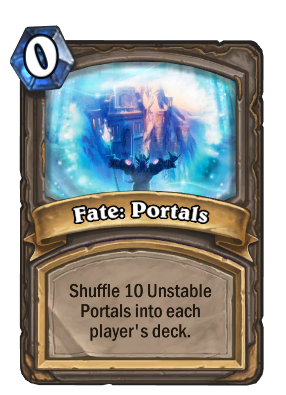 0
Fate: Portals
Shuffle 10 Unstable
Portals into each
player's deck.